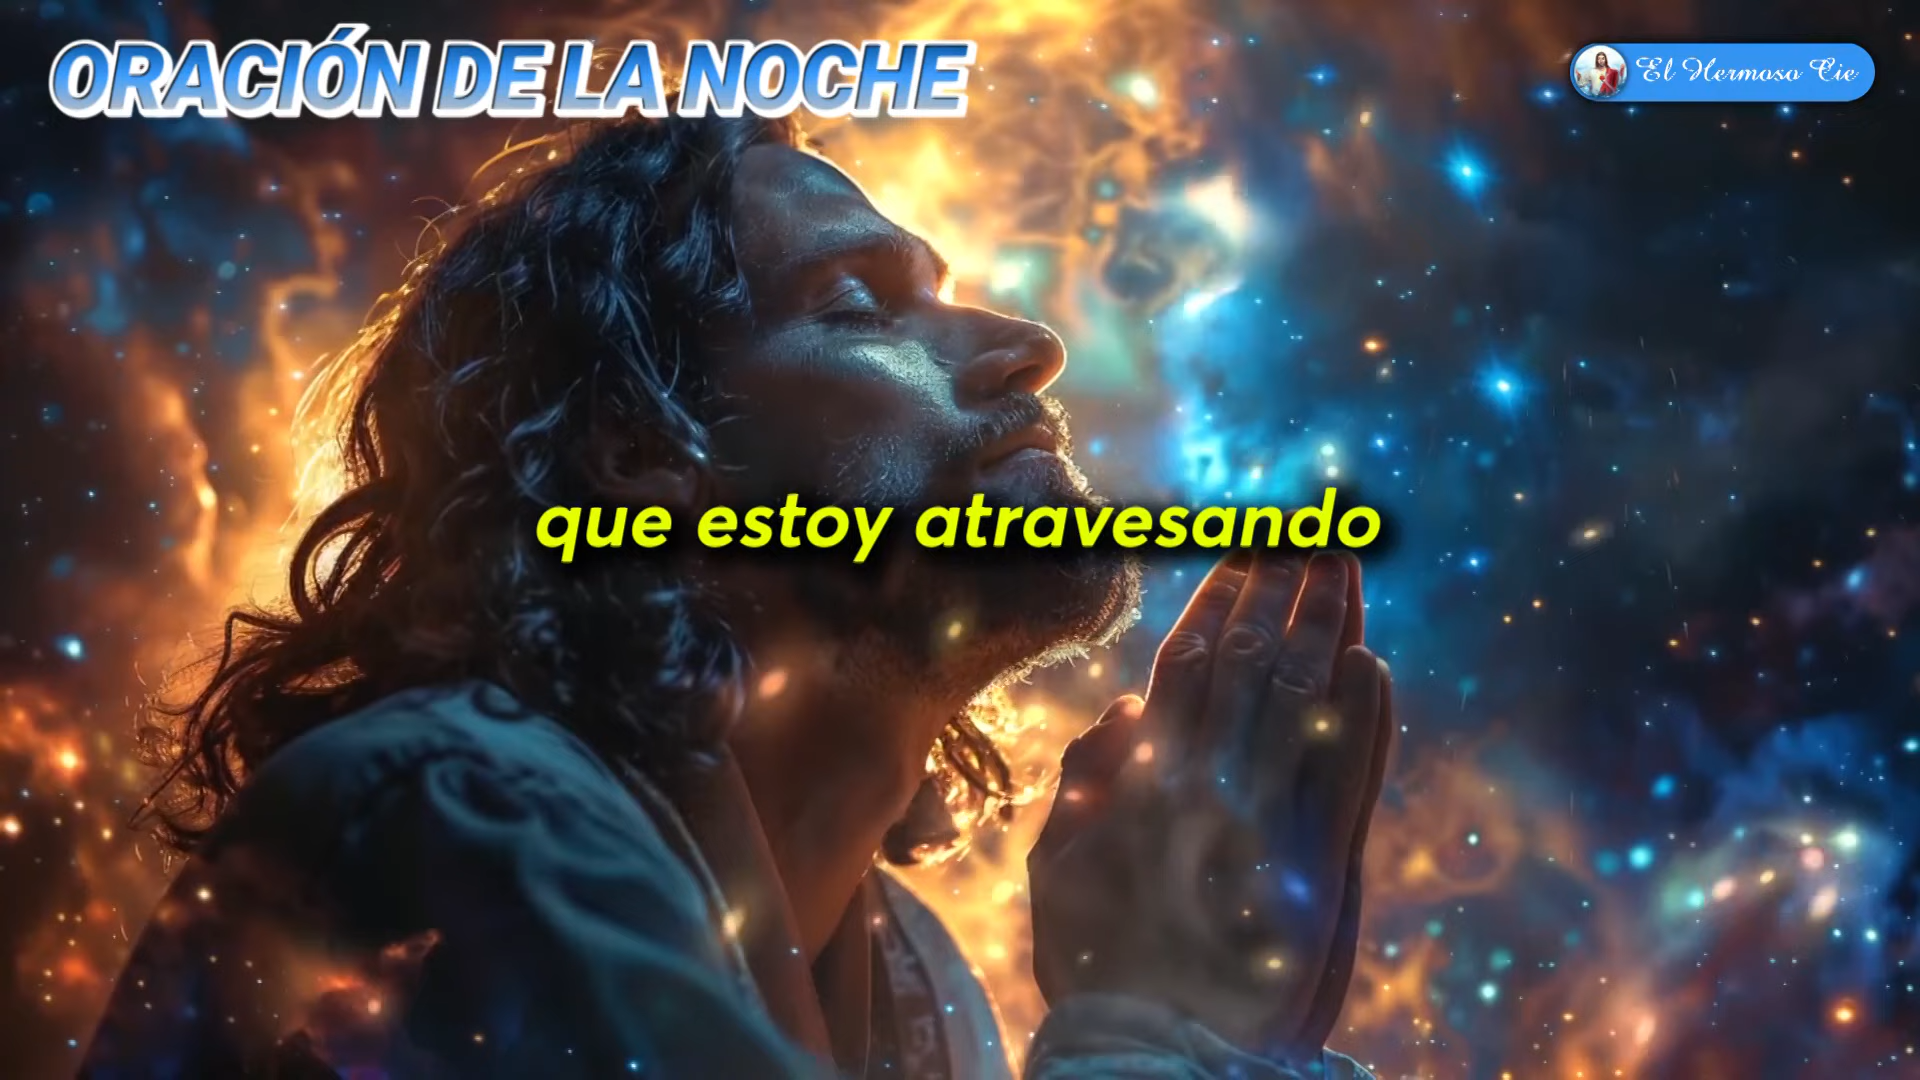 ORACIÓN DE LA NOCHE
El Hermoso Cie
que estoy atravesando